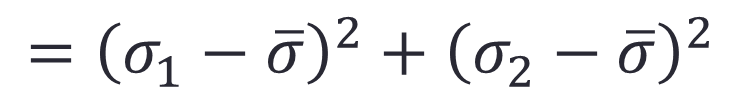 = (σ₁ − σ̄)² + (σ₂ − σ̄)²